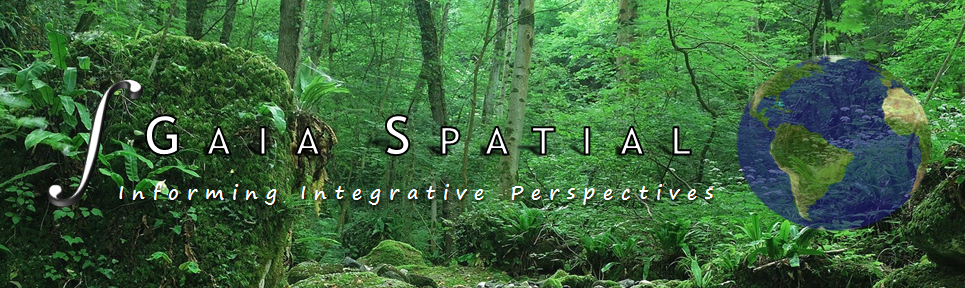 ∫ GAIA SPATIAL
Informing Integrative Perspectives